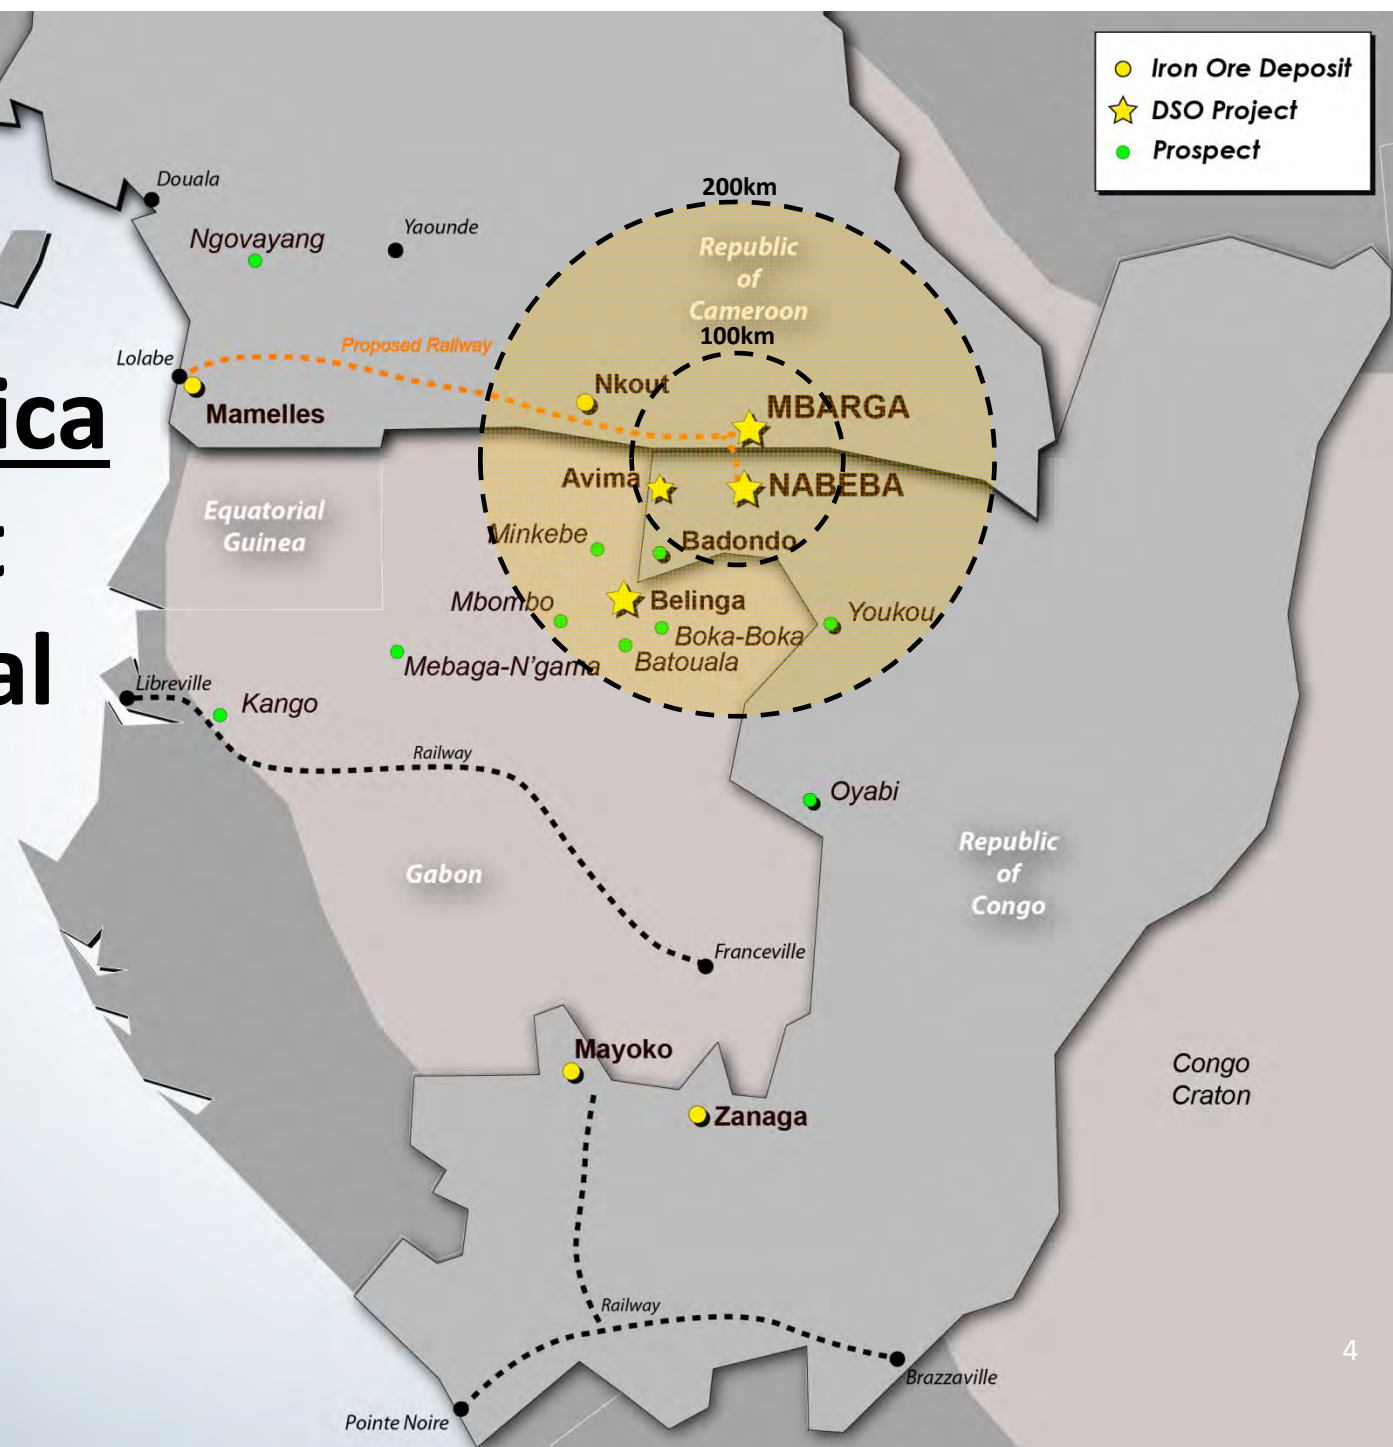 Iron Ore Deposit
DSO Project
Prospect
Douala
Ngovayang
Yaounde
200km
Republic
of
Cameroon
100km
Lolabe
Proposed Railway
Mamelles
Nkout
MBARGA
ica
Avima
NABEBA
Equatorial
Guinea
Minkebe
Badondo
t
Mbombo
Belinga
Youkou
Boka-Boka
Batouala
Mebaga-N'gama
al
Libreville
Kango
Railway
Oyabi
Gabon
Republic
of
Congo
Franceville
Mayoko
Zanaga
Congo
Craton
Railway
Brazzaville
Pointe Noire
4